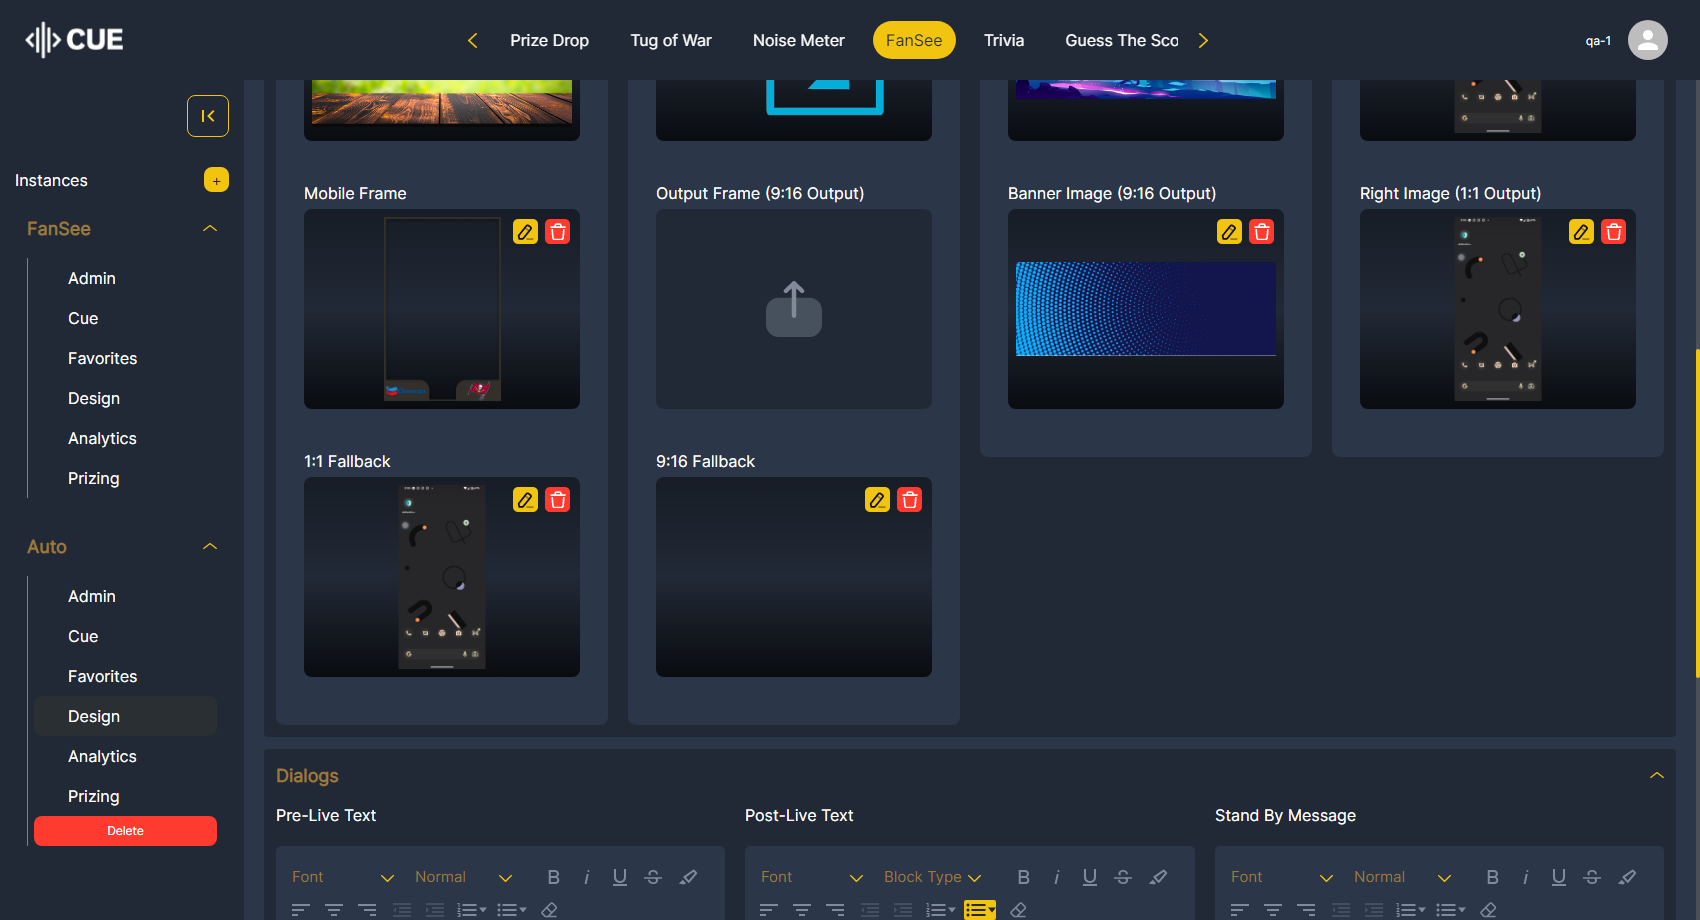 CUE
Prize Drop
Tug of War
Noise Meter
FanSee
Trivia
Guess The Sco
qa-1
Instances
+
FanSee
Admin
Cue
Favorites
Design
Analytics
Prizing
Auto
Admin
Cue
Favorites
Design
Analytics
Prizing
Delete
Mobile Frame
Output Frame (9:16 Output)
Banner Image (9:16 Output)
Right Image (1:1 Output)
1:1 Fallback
9:16 Fallback
Dialogs
Pre-Live Text
Post-Live Text
Stand By Message
Font
Normal
B
i
U
S
Font
Block Type
B
i
U
S
Font
Normal
B
i
U
S